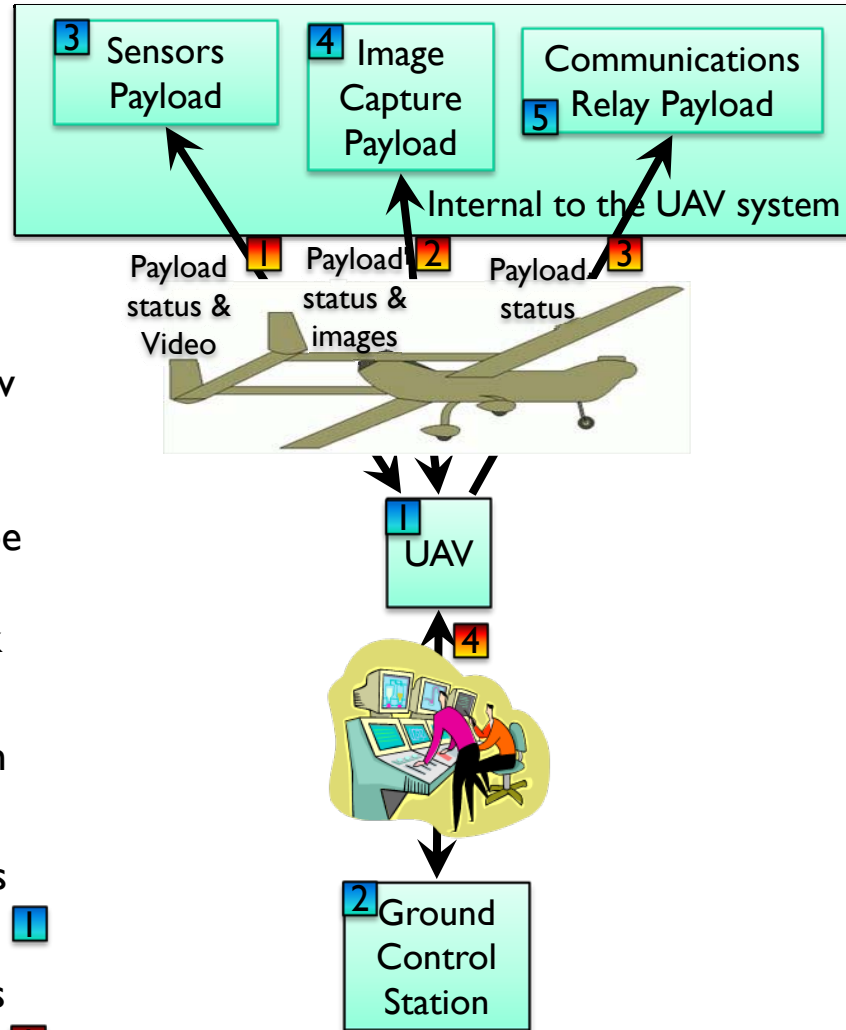 3
Sensors
Payload
4
Image
Capture
Payload
Communications
5 Relay Payload
Internal to the UAV system
1
Payload
status &
Video
2
Payload
status &
images
3
Payload
status
1
UAV
4
2
Ground
Control
Station
1